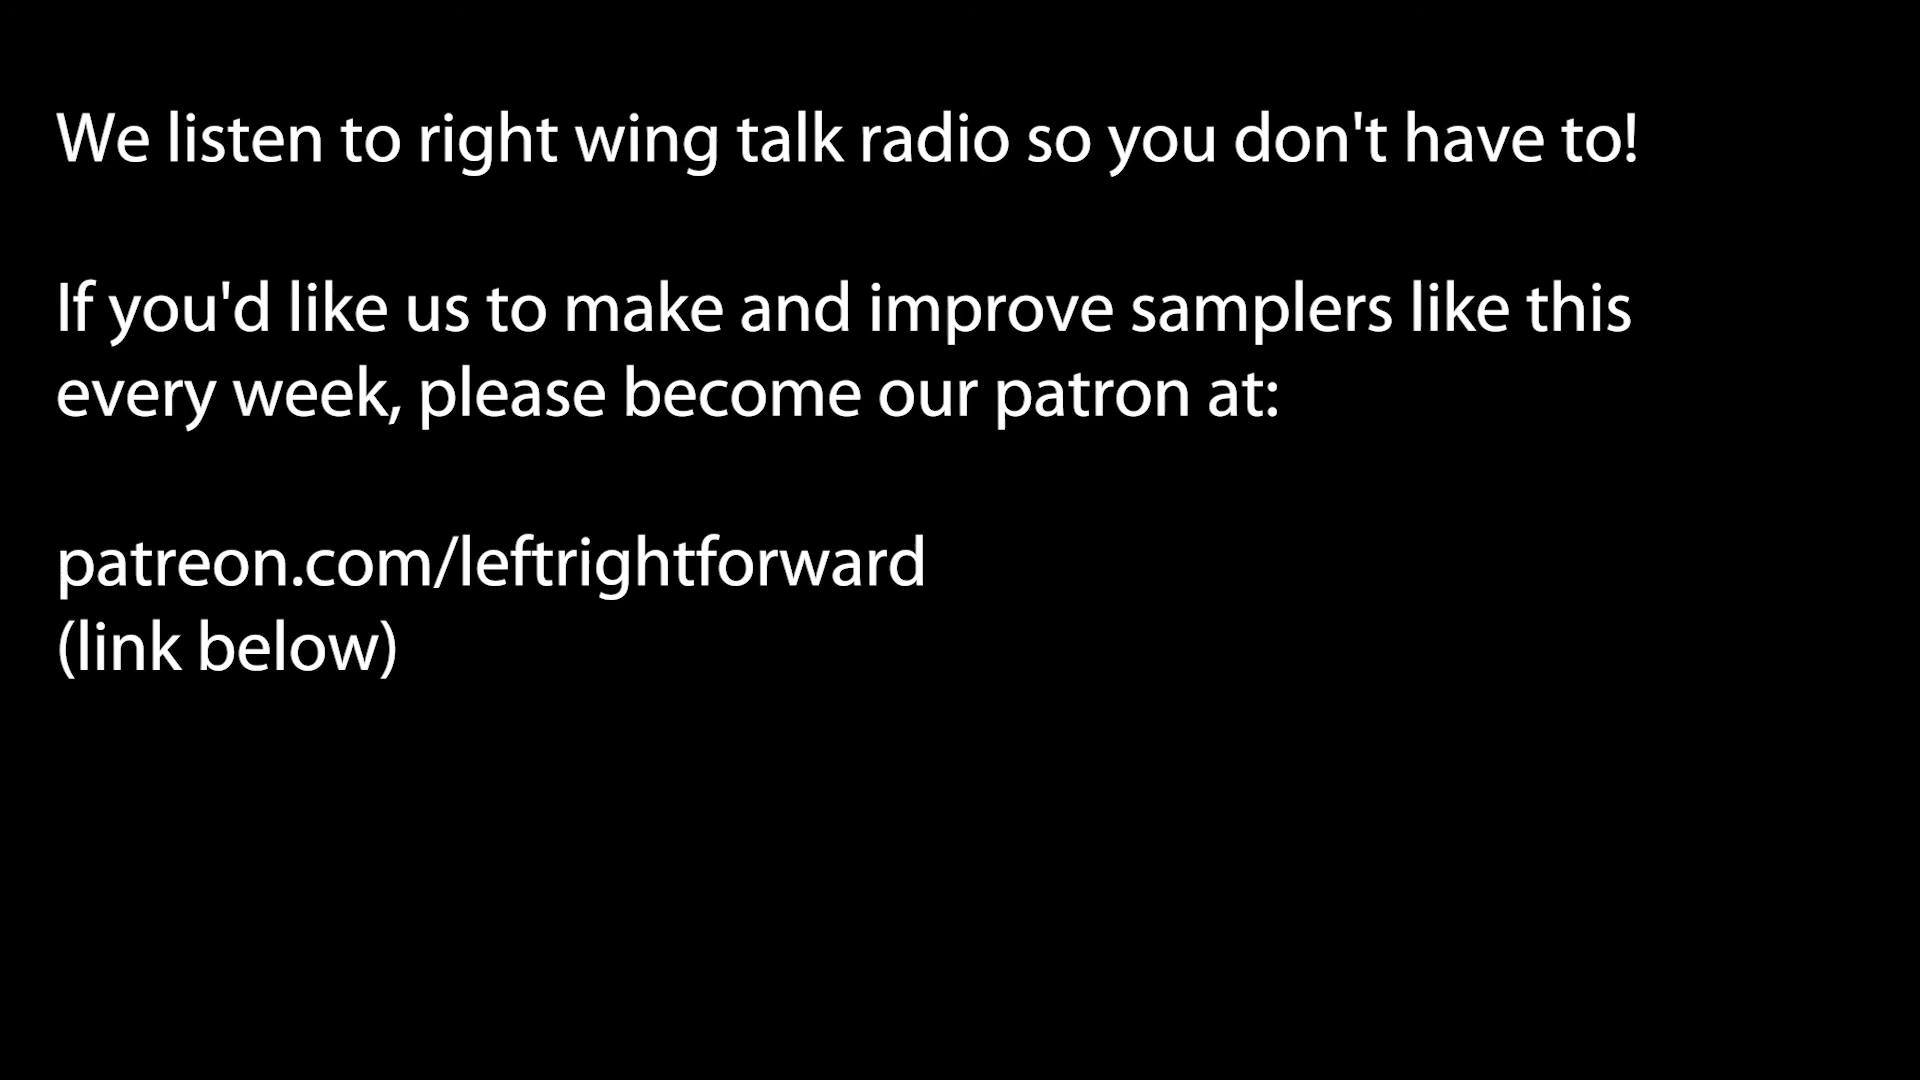 We listen to right wing talk radio so you don't have to!
If you'd like us to make and improve samplers like this
every week, please become our patron at:
patreon.com/leftrightforward
(link below)